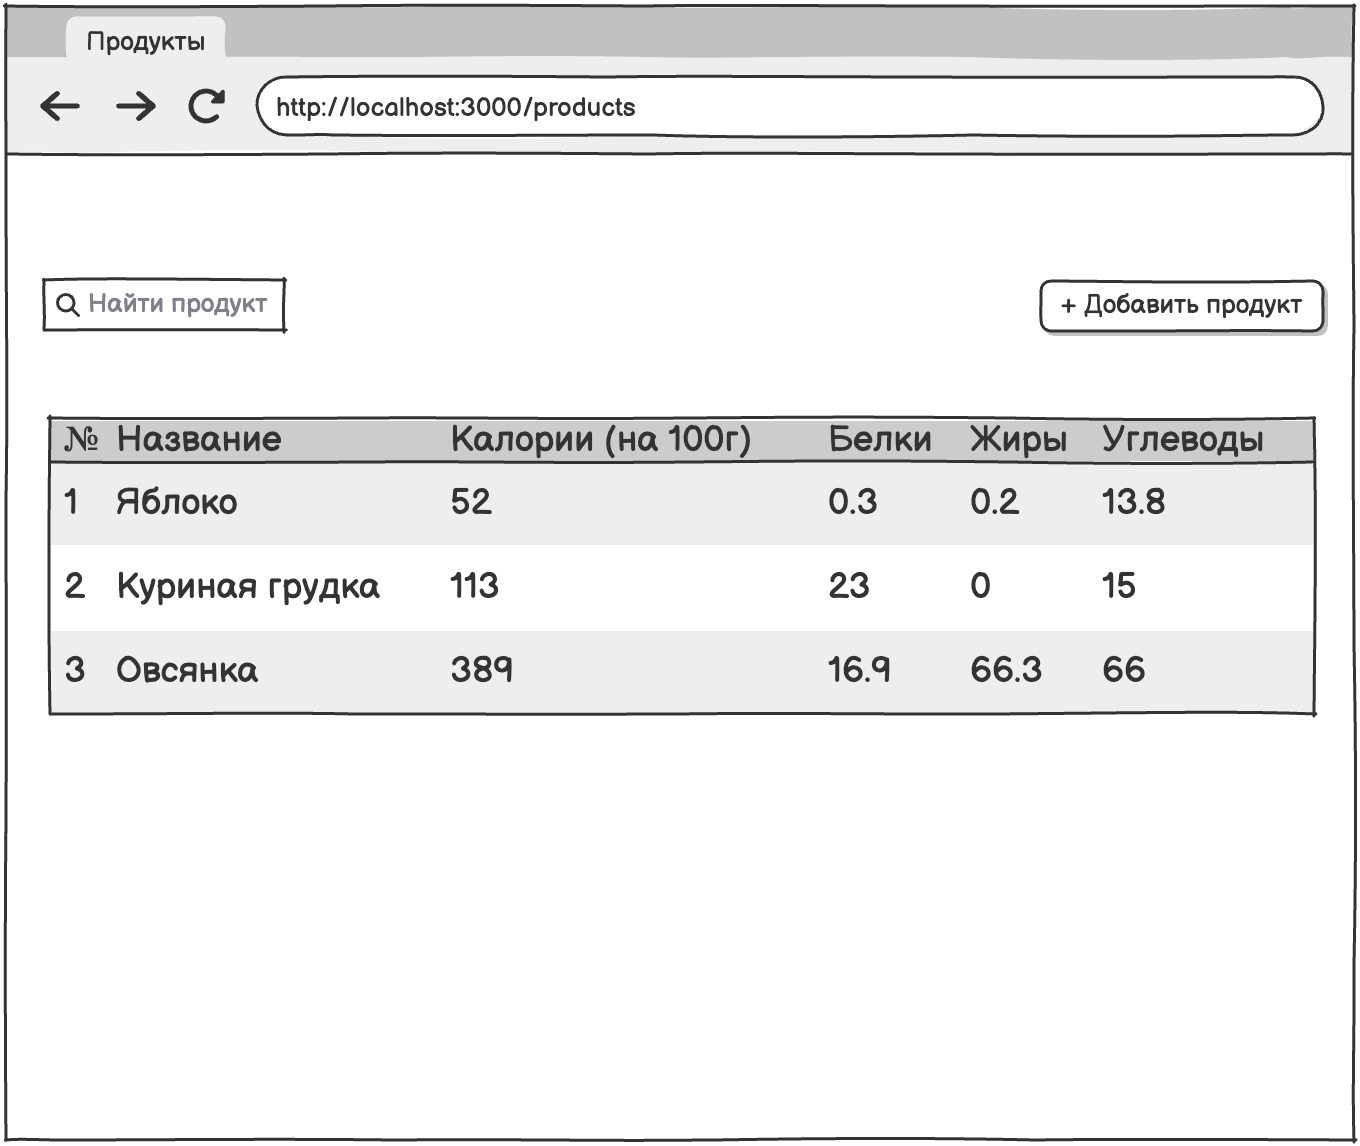 Продукты
http://localhost:3000/products
Найти продукт
+ Добавить продукт
№ Название Калории (на 100г) Белки Жиры Углеводы
1 Яблоко 52 0.3 0.2 13.8
2 Куриная грудка 113 23 0 15
3 Овсянка 389 16.9 66.3 66